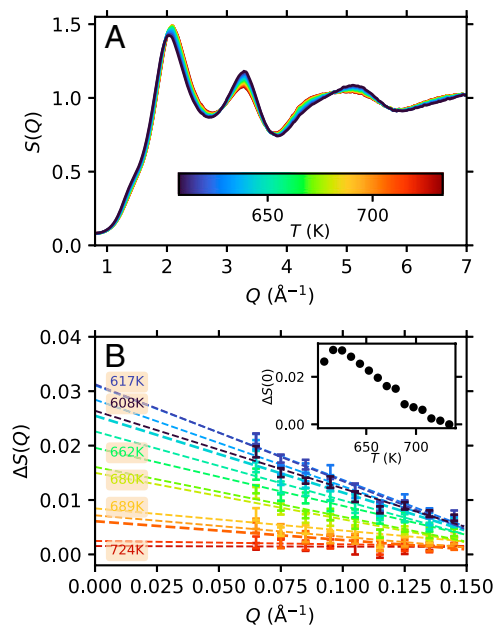 A
1.5
1.0
0.5
0.0
S(Q)
650
700
T (K)
1
2
3
4
5
6
7
Q (Å⁻¹)
B
0.04
0.03
0.02
0.01
0.00
ΔS(Q)
617K
608K
662K
680K
689K
724K
ΔS(0)
0.02
0.00
650
700
T (K)
0.000
0.025
0.050
0.075
0.100
0.125
0.150
Q (Å⁻¹)